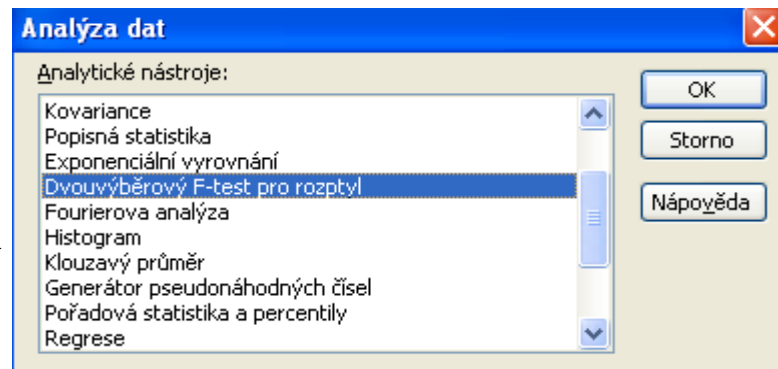 Analýza dat
Analytické nástroje:
Kovariance
Popisná statistika
Exponenciální vyrovnání
Dvouvýběrový F-test pro rozptyl
Fourierova analýza
Histogram
Klouzavý průměr
Generátor pseudonáhodných čísel
Pořadová statistika a percentily
Regrese
OK
Storno
Nápověda